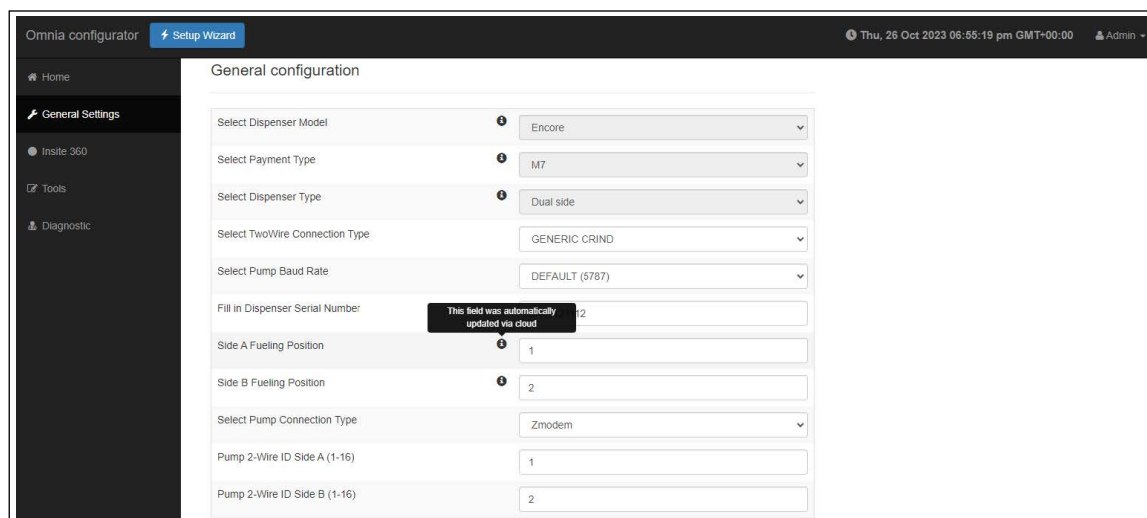 Omnia configurator
Setup Wizard
Thu, 26 Oct 2023 06:55:19 pm GMT+00:00
Admin
Home
General Settings
Insite 360
Tools
Diagnostic
General configuration
Select Dispenser Model
Encore
Select Payment Type
M7
Select Dispenser Type
Dual side
Select TwoWire Connection Type
GENERIC CRIND
Select Pump Baud Rate
DEFAULT (5787)
Fill in Dispenser Serial Number
This field was automatically
updated via cloud
Side A Fueling Position
1
Side B Fueling Position
2
Select Pump Connection Type
Zmodem
Pump 2-Wire ID Side A (1-16)
1
Pump 2-Wire ID Side B (1-16)
2